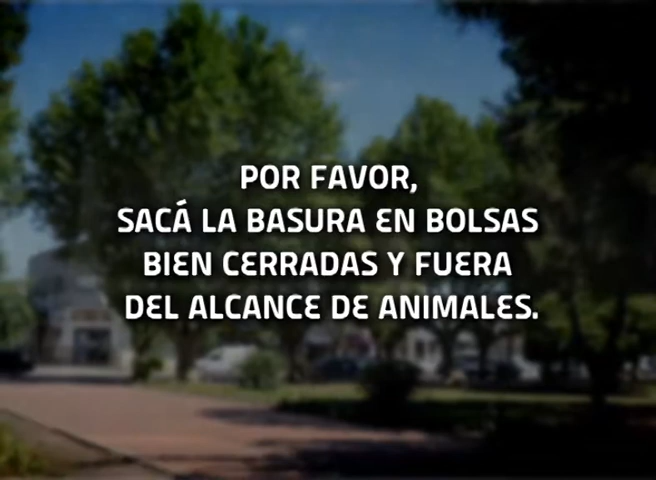 POR FAVOR,
SACÁ LA BASURA EN BOLSAS
BIEN CERRADAS Y FUERA
DEL ALCANCE DE ANIMALES.